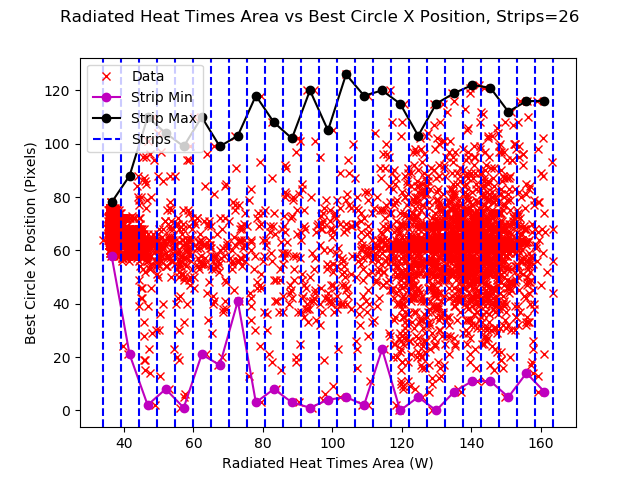 Radiated Heat Times Area vs Best Circle X Position, Strips=26
Data
Strip Min
Strip Max
Strips
120
100
80
60
40
20
0
Best Circle X Position (Pixels)
40 60 80 100 120 140 160
Radiated Heat Times Area (W)